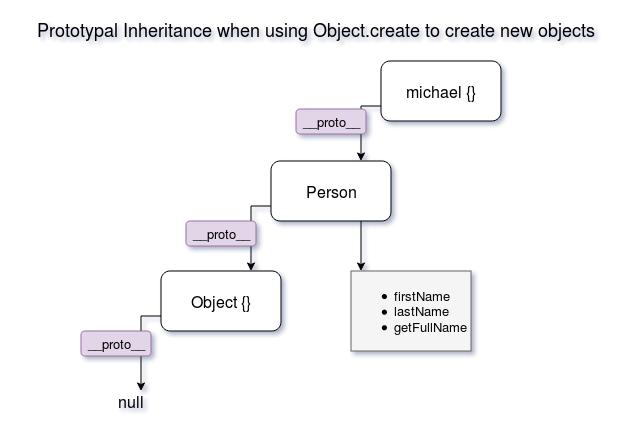 Prototypal Inheritance when using Object.create to create new objects
michael {}
__proto__
Person
__proto__
Object {}
• firstName
• lastName
• getFullName
__proto__
null